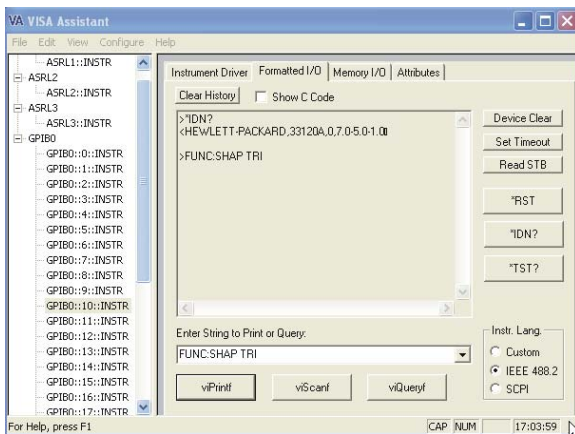 VA VISA Assistant
File Edit View Configure Help
ASRL1::INSTR
ASRL2
ASRL2::INSTR
ASRL3
ASRL3::INSTR
GPIB0
GPIB0::0::INSTR
GPIB0::1::INSTR
GPIB0::2::INSTR
GPIB0::3::INSTR
GPIB0::4::INSTR
GPIB0::5::INSTR
GPIB0::6::INSTR
GPIB0::7::INSTR
GPIB0::8::INSTR
GPIB0::9::INSTR
GPIB0::10::INSTR
GPIB0::11::INSTR
GPIB0::12::INSTR
GPIB0::13::INSTR
GPIB0::14::INSTR
GPIB0::15::INSTR
GPIB0::16::INSTR
GPIB0::17::INSTR
Instrument Driver Formatted I/O Memory I/O Attributes
Clear History Show C Code
>*IDN?
<HEWLETT-PACKARD,33120A,0,7.0-5.0-1.0
>FUNC:SHAP TRI
Device Clear
Set Timeout
Read STB
*RST
*IDN?
*TST?
Enter String to Print or Query:
FUNC:SHAP TRI
viPrintf viScanf viQueryf
Instr. Lang.
Custom
IEEE 488.2
SCPI
For Help, press F1 CAP NUM 17:03:59